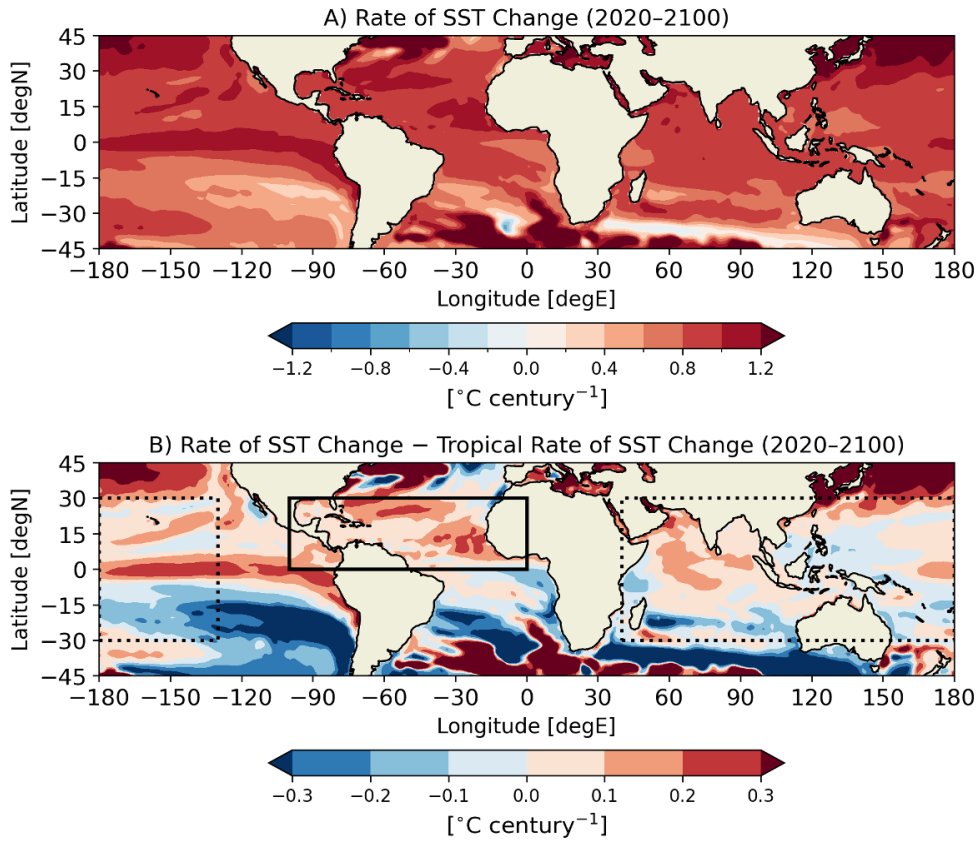 A) Rate of SST Change (2020–2100)
45
30
15
0
−15
−30
−45
Latitude [degN]
−180 −150 −120 −90 −60 −30 0 30 60 90 120 150 180
Longitude [degE]
−1.2 −0.8 −0.4 0.0 0.4 0.8 1.2
[°C century⁻¹]
B) Rate of SST Change − Tropical Rate of SST Change (2020–2100)
45
30
15
0
−15
−30
−45
Latitude [degN]
−180 −150 −120 −90 −60 −30 0 30 60 90 120 150 180
Longitude [degE]
−0.3 −0.2 −0.1 0.0 0.1 0.2 0.3
[°C century⁻¹]